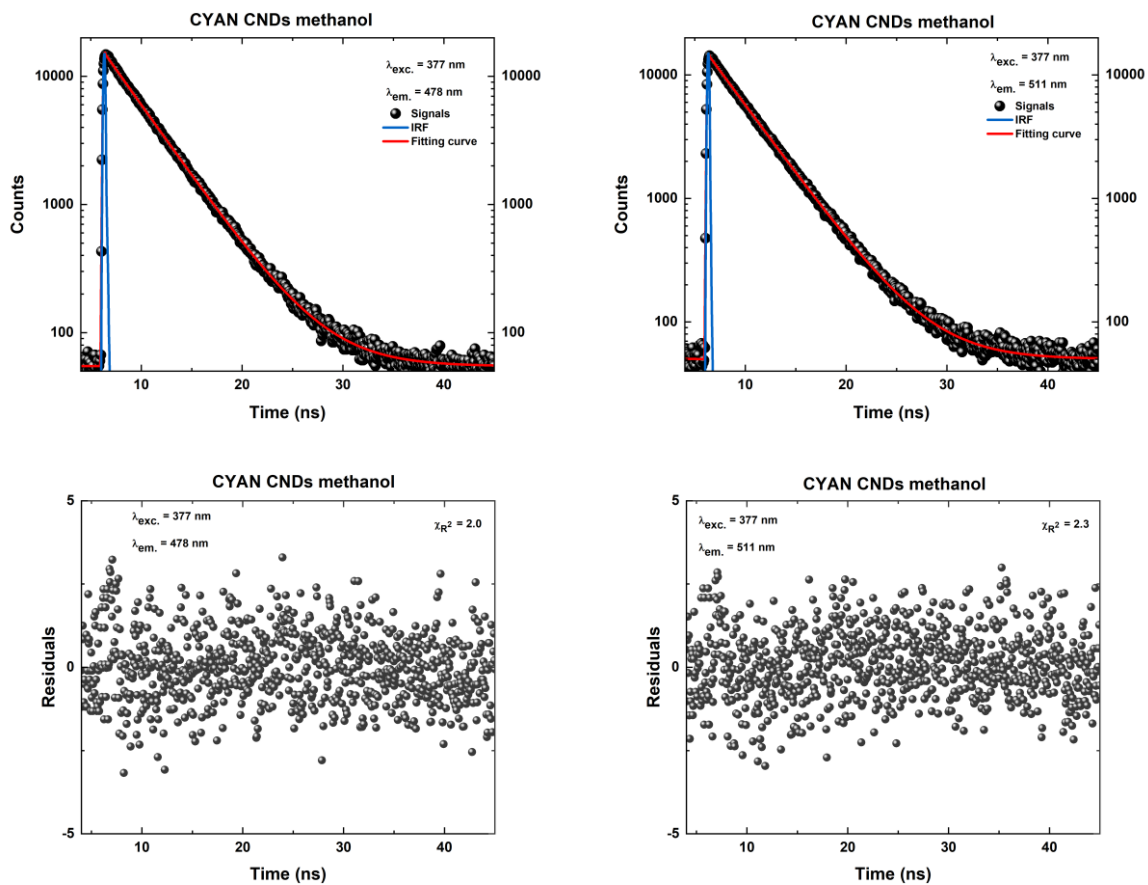 CYAN CNDs methanol
λexc. = 377 nm
λem. = 478 nm
Signals
IRF
Fitting curve
10000
1000
100
10000
1000
100
Counts
10 20 30 40
Time (ns)
CYAN CNDs methanol
λexc. = 377 nm
λem. = 511 nm
Signals
IRF
Fitting curve
10000
1000
100
10000
1000
100
Counts
10 20 30 40
Time (ns)
CYAN CNDs methanol
λexc. = 377 nm
λem. = 478 nm
χR² = 2.0
5
0
-5
Residuals
10 20 30 40
Time (ns)
CYAN CNDs methanol
λexc. = 377 nm
λem. = 511 nm
χR² = 2.3
5
0
-5
Residuals
10 20 30 40
Time (ns)